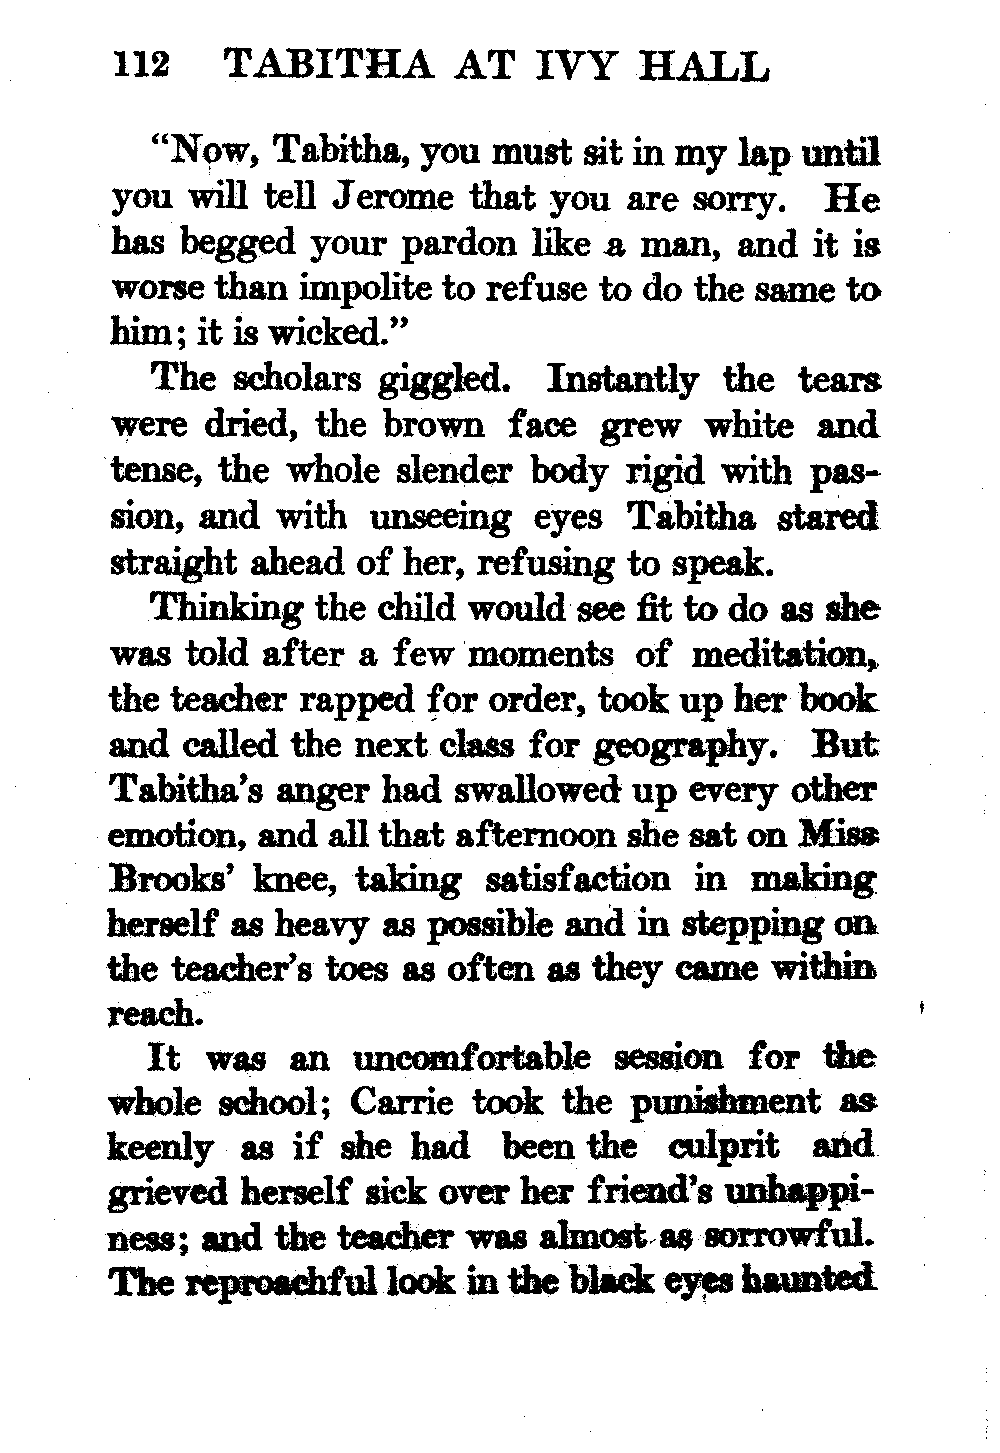 112 TABITHA AT IVY HALL
“Now, Tabitha, you must sit in my lap until
you will tell Jerome that you are sorry. He
has begged your pardon like a man, and it is
worse than impolite to refuse to do the same to
him; it is wicked.”
The scholars giggled. Instantly the tears
were dried, the brown face grew white and
tense, the whole slender body rigid with pas-
sion, and with unseeing eyes Tabitha stared
straight ahead of her, refusing to speak.
Thinking the child would see fit to do as she
was told after a few moments of meditation,
the teacher rapped for order, took up her book
and called the next class for geography. But
Tabitha’s anger had swallowed up every other
emotion, and all that afternoon she sat on Miss
Brooks’ knee, taking satisfaction in making
herself as heavy as possible and in stepping on
the teacher’s toes as often as they came within
reach.
It was an uncomfortable session for the
whole school; Carrie took the punishment as
keenly as if she had been the culprit and
grieved herself sick over her friend’s unhappi-
ness; and the teacher was almost as sorrowful.
The reproachful look in the black eyes haunted